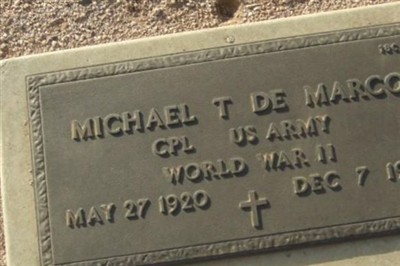 MICHAEL T DE MARCO
CPL US ARMY
WORLD WAR II
MAY 27 1920 DEC 7